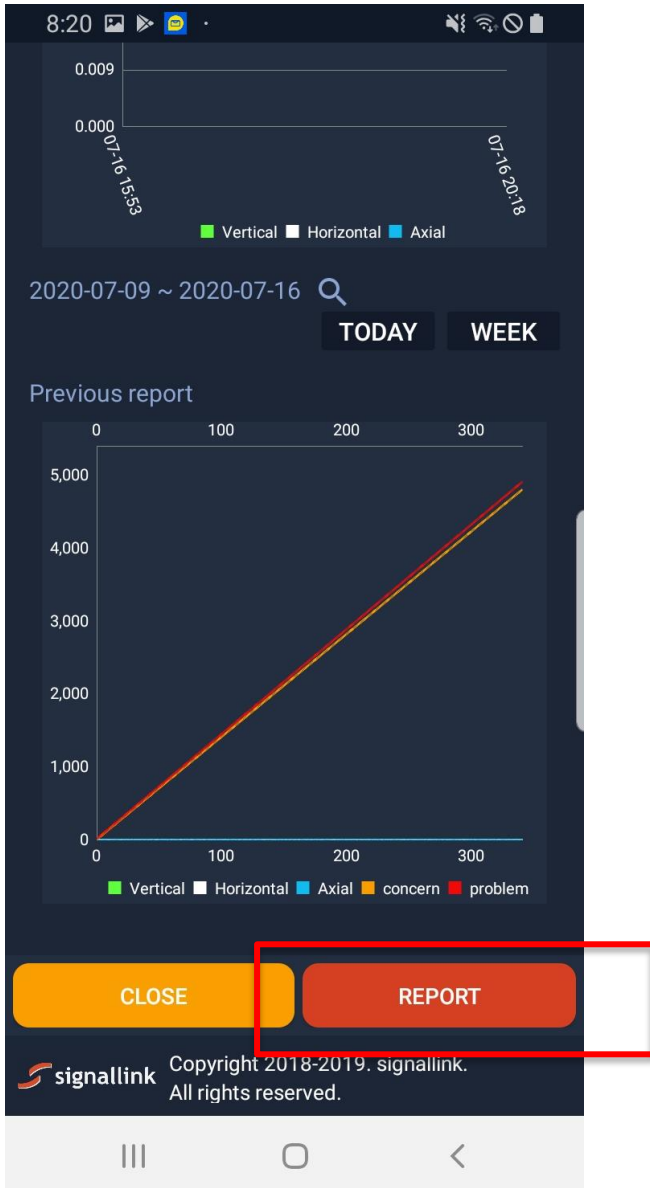 8:20
0.009
0.000
07-16 15:53
07-16 20:18
Vertical Horizontal Axial
2020-07-09 ~ 2020-07-16
TODAY WEEK
Previous report
0 100 200 300
5,000
4,000
3,000
2,000
1,000
0
0 100 200 300
Vertical Horizontal Axial concern problem
CLOSE REPORT
signallink Copyright 2018-2019. signallink.
All rights reserved.